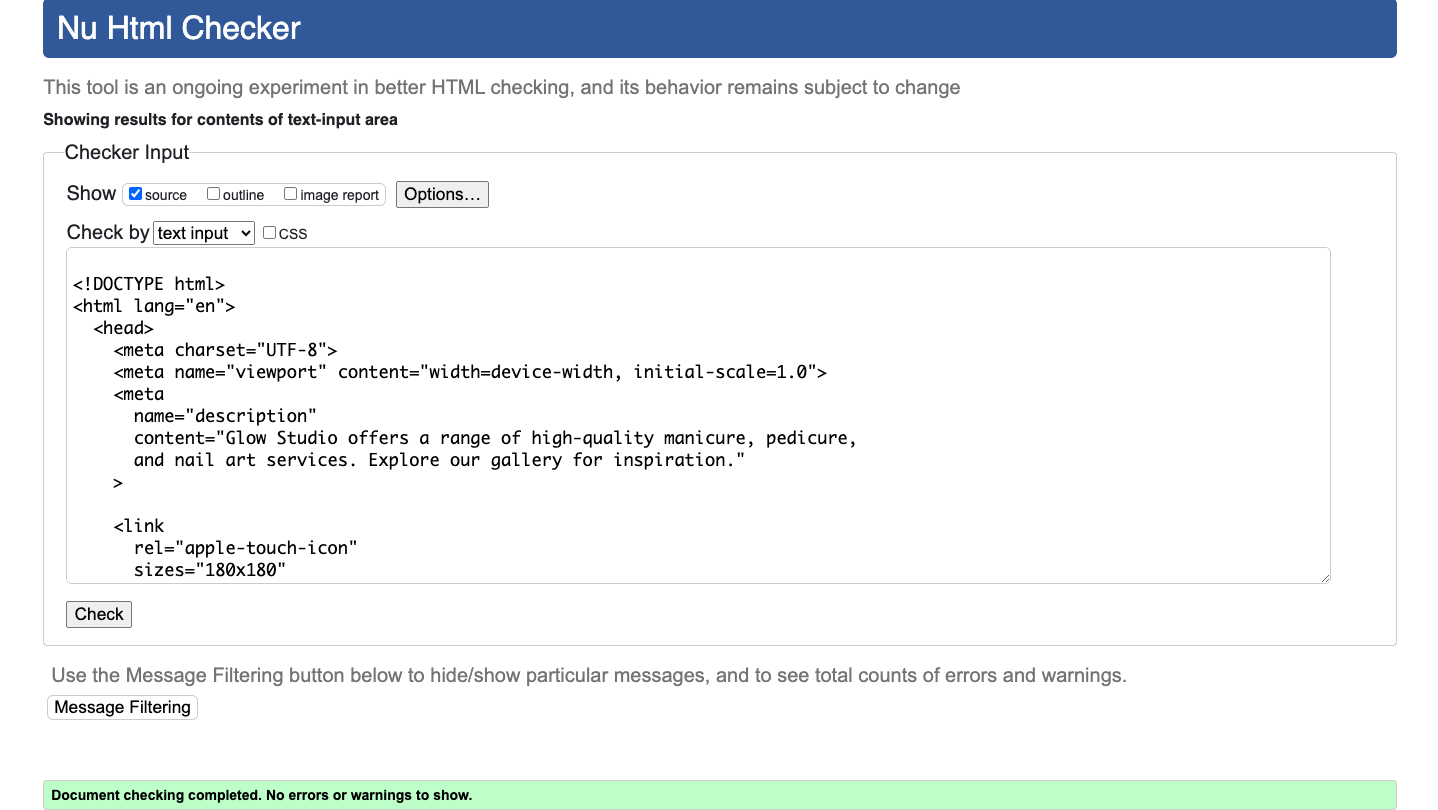 Nu Html Checker
This tool is an ongoing experiment in better HTML checking, and its behavior remains subject to change
Showing results for contents of text-input area
Checker Input
Show source outline image report Options...
Check by text input CSS
<!DOCTYPE html>
<html lang="en">
  <head>
    <meta charset="UTF-8">
    <meta name="viewport" content="width=device-width, initial-scale=1.0">
    <meta
      name="description"
      content="Glow Studio offers a range of high-quality manicure, pedicure,
      and nail art services. Explore our gallery for inspiration."
    >
    <link
      rel="apple-touch-icon"
      sizes="180x180"
Check
Use the Message Filtering button below to hide/show particular messages, and to see total counts of errors and warnings.
Message Filtering
Document checking completed. No errors or warnings to show.